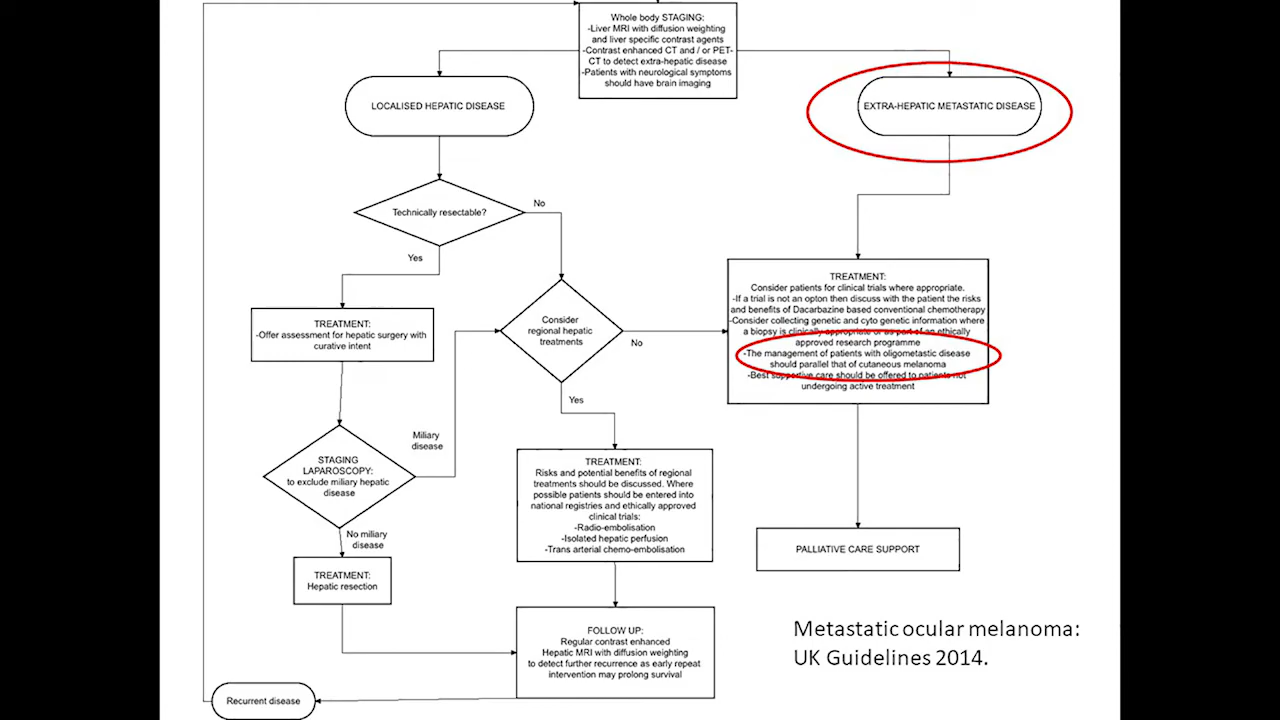 Whole body STAGING:
-Liver MRI with diffusion weighting
and liver specific contrast agents
-Contrast enhanced CT and / or PET-
CT to detect extra-hepatic disease
-Patients with neurological symptoms
should have brain imaging
LOCALISED HEPATIC DISEASE
EXTRA-HEPATIC METASTATIC DISEASE
Technically resectable?
No
Yes
TREATMENT:
-Offer assessment for hepatic surgery with
curative intent
Consider
regional hepatic
treatments
No
Yes
TREATMENT:
Consider patients for clinical trials where appropriate.
-If a trial is not an opton then discuss with the patient the risks
and benefits of Dacarbazine based conventional chemotherapy
-Consider collecting genetic and cyto genetic information where
a biopsy is clinically appropriate or as part of an ethically
approved research programme
-The management of patients with oligometastic disease
should parallel that of cutaneous melanoma
-Best supportive care should be offered to patients not
undergoing active treatment
Miliary
disease
STAGING
LAPAROSCOPY:
to exclude miliary hepatic
disease
No miliary
disease
TREATMENT:
Risks and potential benefits of regional
treatments should be discussed. Where
possible patients should be entered into
national registries and ethically approved
clinical trials:
-Radio-embolisation
-Isolated hepatic perfusion
-Trans arterial chemo-embolisation
PALLIATIVE CARE SUPPORT
TREATMENT:
Hepatic resection
FOLLOW UP:
Regular contrast enhanced
Hepatic MRI with diffusion weighting
to detect further recurrence as early repeat
intervention may prolong survival
Recurrent disease
Metastatic ocular melanoma:
UK Guidelines 2014.